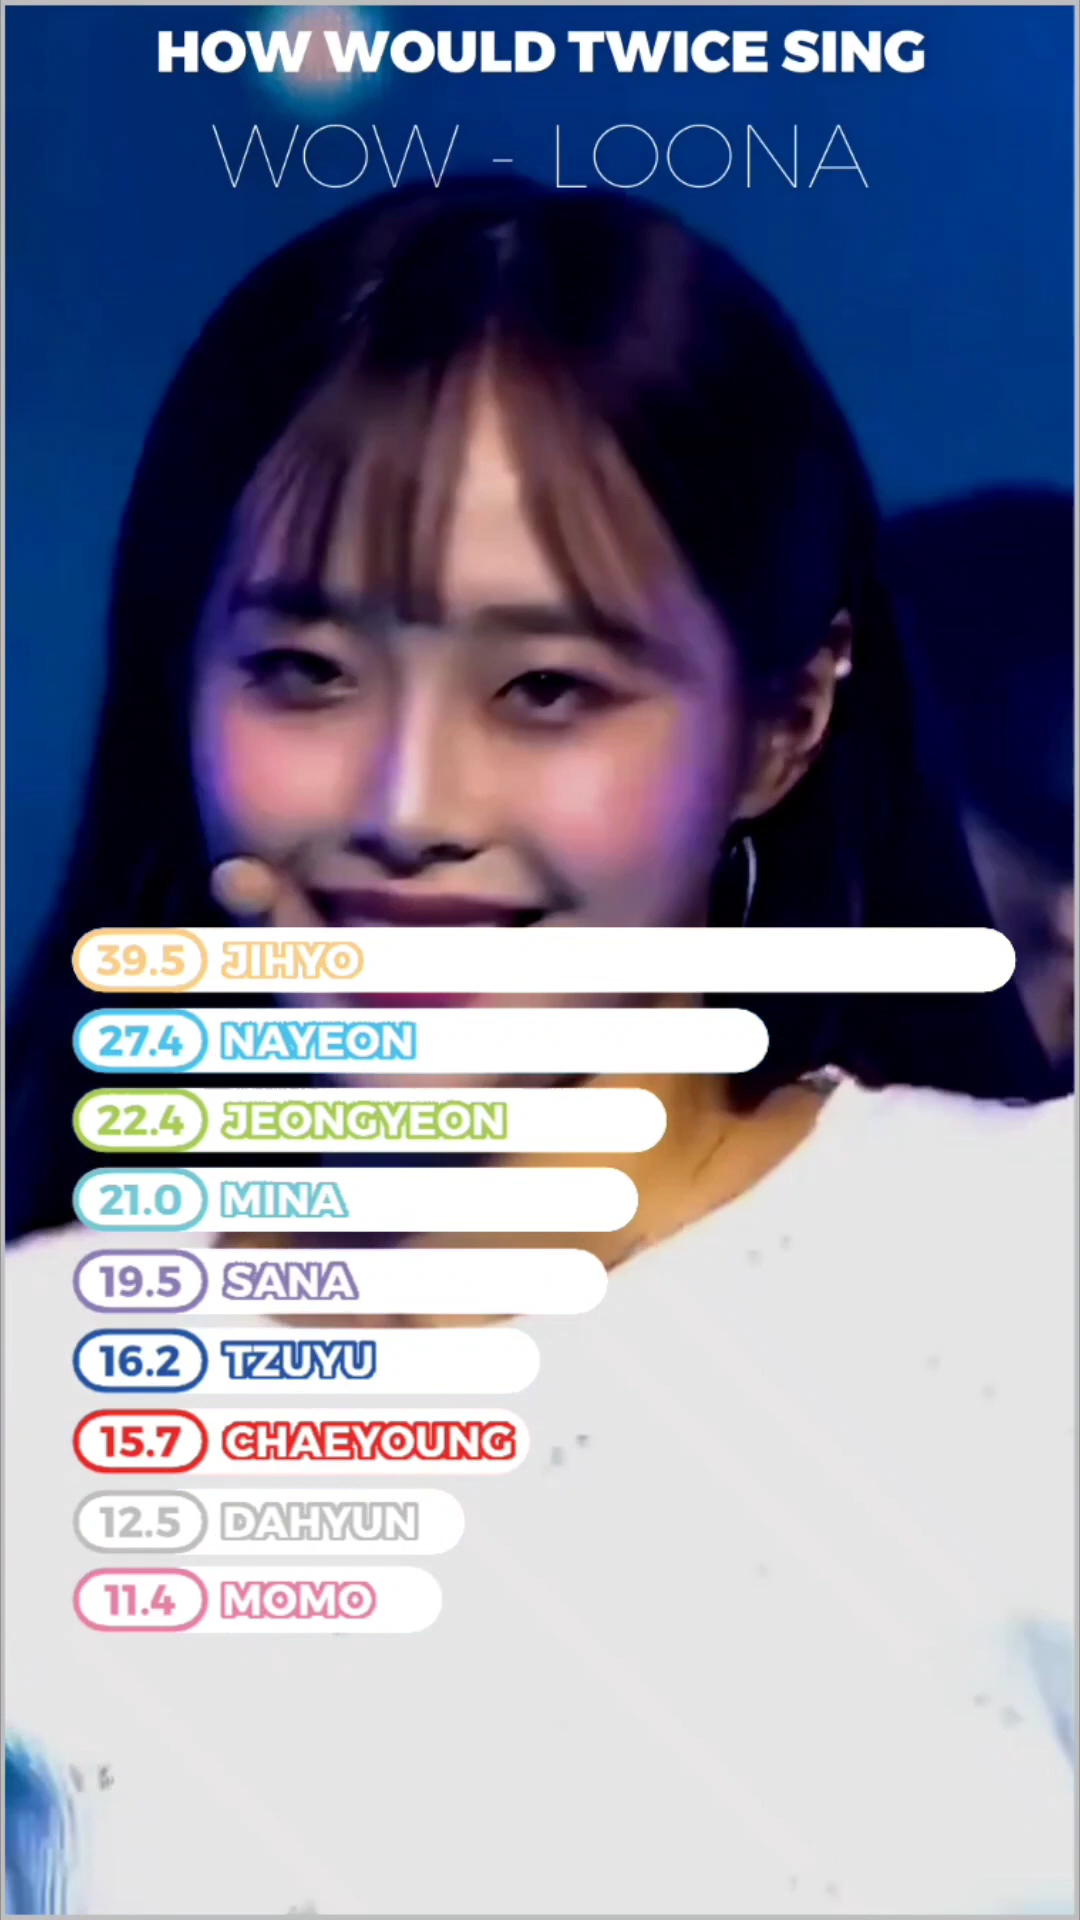 HOW WOULD TWICE SING
WOW - LOONA
39.5 JIHYO
27.4 NAYEON
22.4 JEONGYEON
21.0 MINA
19.5 SANA
16.2 TZUYU
15.7 CHAEYOUNG
12.5 DAHYUN
11.4 MOMO